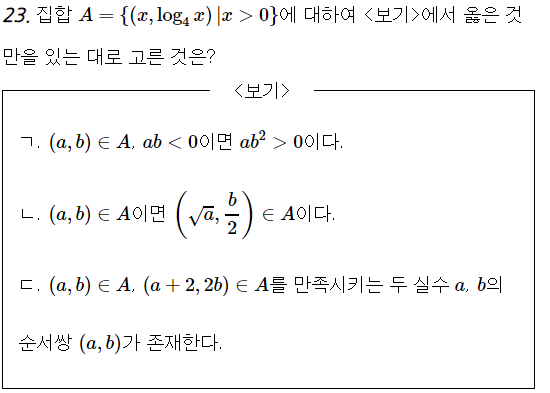 23. 집합 $A=\{(x, \log_4 x) \,|\, x>0\}$에 대하여 <보기>에서 옳은 것
만을 있는 대로 고른 것은?
<보기>
ㄱ. $(a, b) \in A$, $ab<0$이면 $ab^2>0$이다.
ㄴ. $(a, b) \in A$이면 $\left(\sqrt{a}, \dfrac{b}{2}\right) \in A$이다.
ㄷ. $(a, b) \in A$, $(a+2, 2b) \in A$를 만족시키는 두 실수 $a$, $b$의
순서쌍 $(a, b)$가 존재한다.